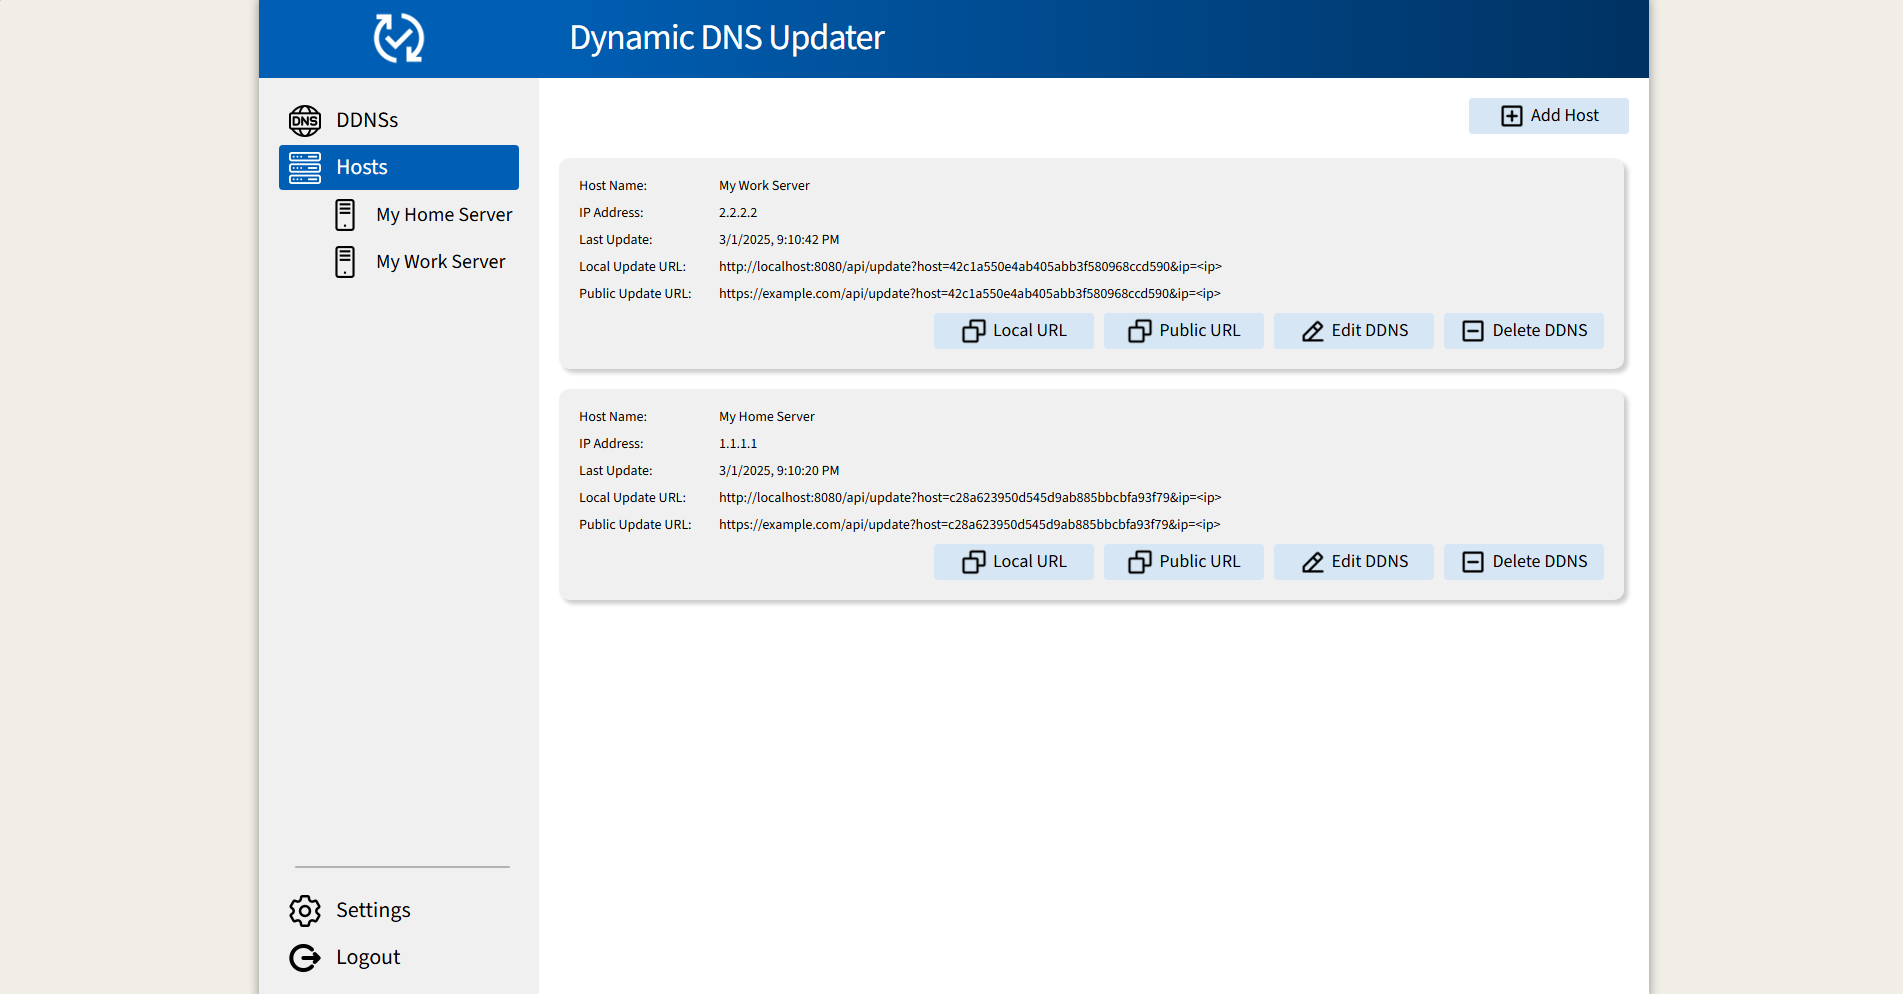 Dynamic DNS Updater
DNS DDNSs
Hosts
My Home Server
My Work Server
Settings
Logout
Add Host
Host Name: My Work Server
IP Address: 2.2.2.2
Last Update: 3/1/2025, 9:10:42 PM
Local Update URL: http://localhost:8080/api/update?host=42c1a550e4ab405abb3f580968ccd590&ip=<ip>
Public Update URL: https://example.com/api/update?host=42c1a550e4ab405abb3f580968ccd590&ip=<ip>
Local URL Public URL Edit DDNS Delete DDNS
Host Name: My Home Server
IP Address: 1.1.1.1
Last Update: 3/1/2025, 9:10:20 PM
Local Update URL: http://localhost:8080/api/update?host=c28a623950d545d9ab885bbcbfa93f79&ip=<ip>
Public Update URL: https://example.com/api/update?host=c28a623950d545d9ab885bbcbfa93f79&ip=<ip>
Local URL Public URL Edit DDNS Delete DDNS